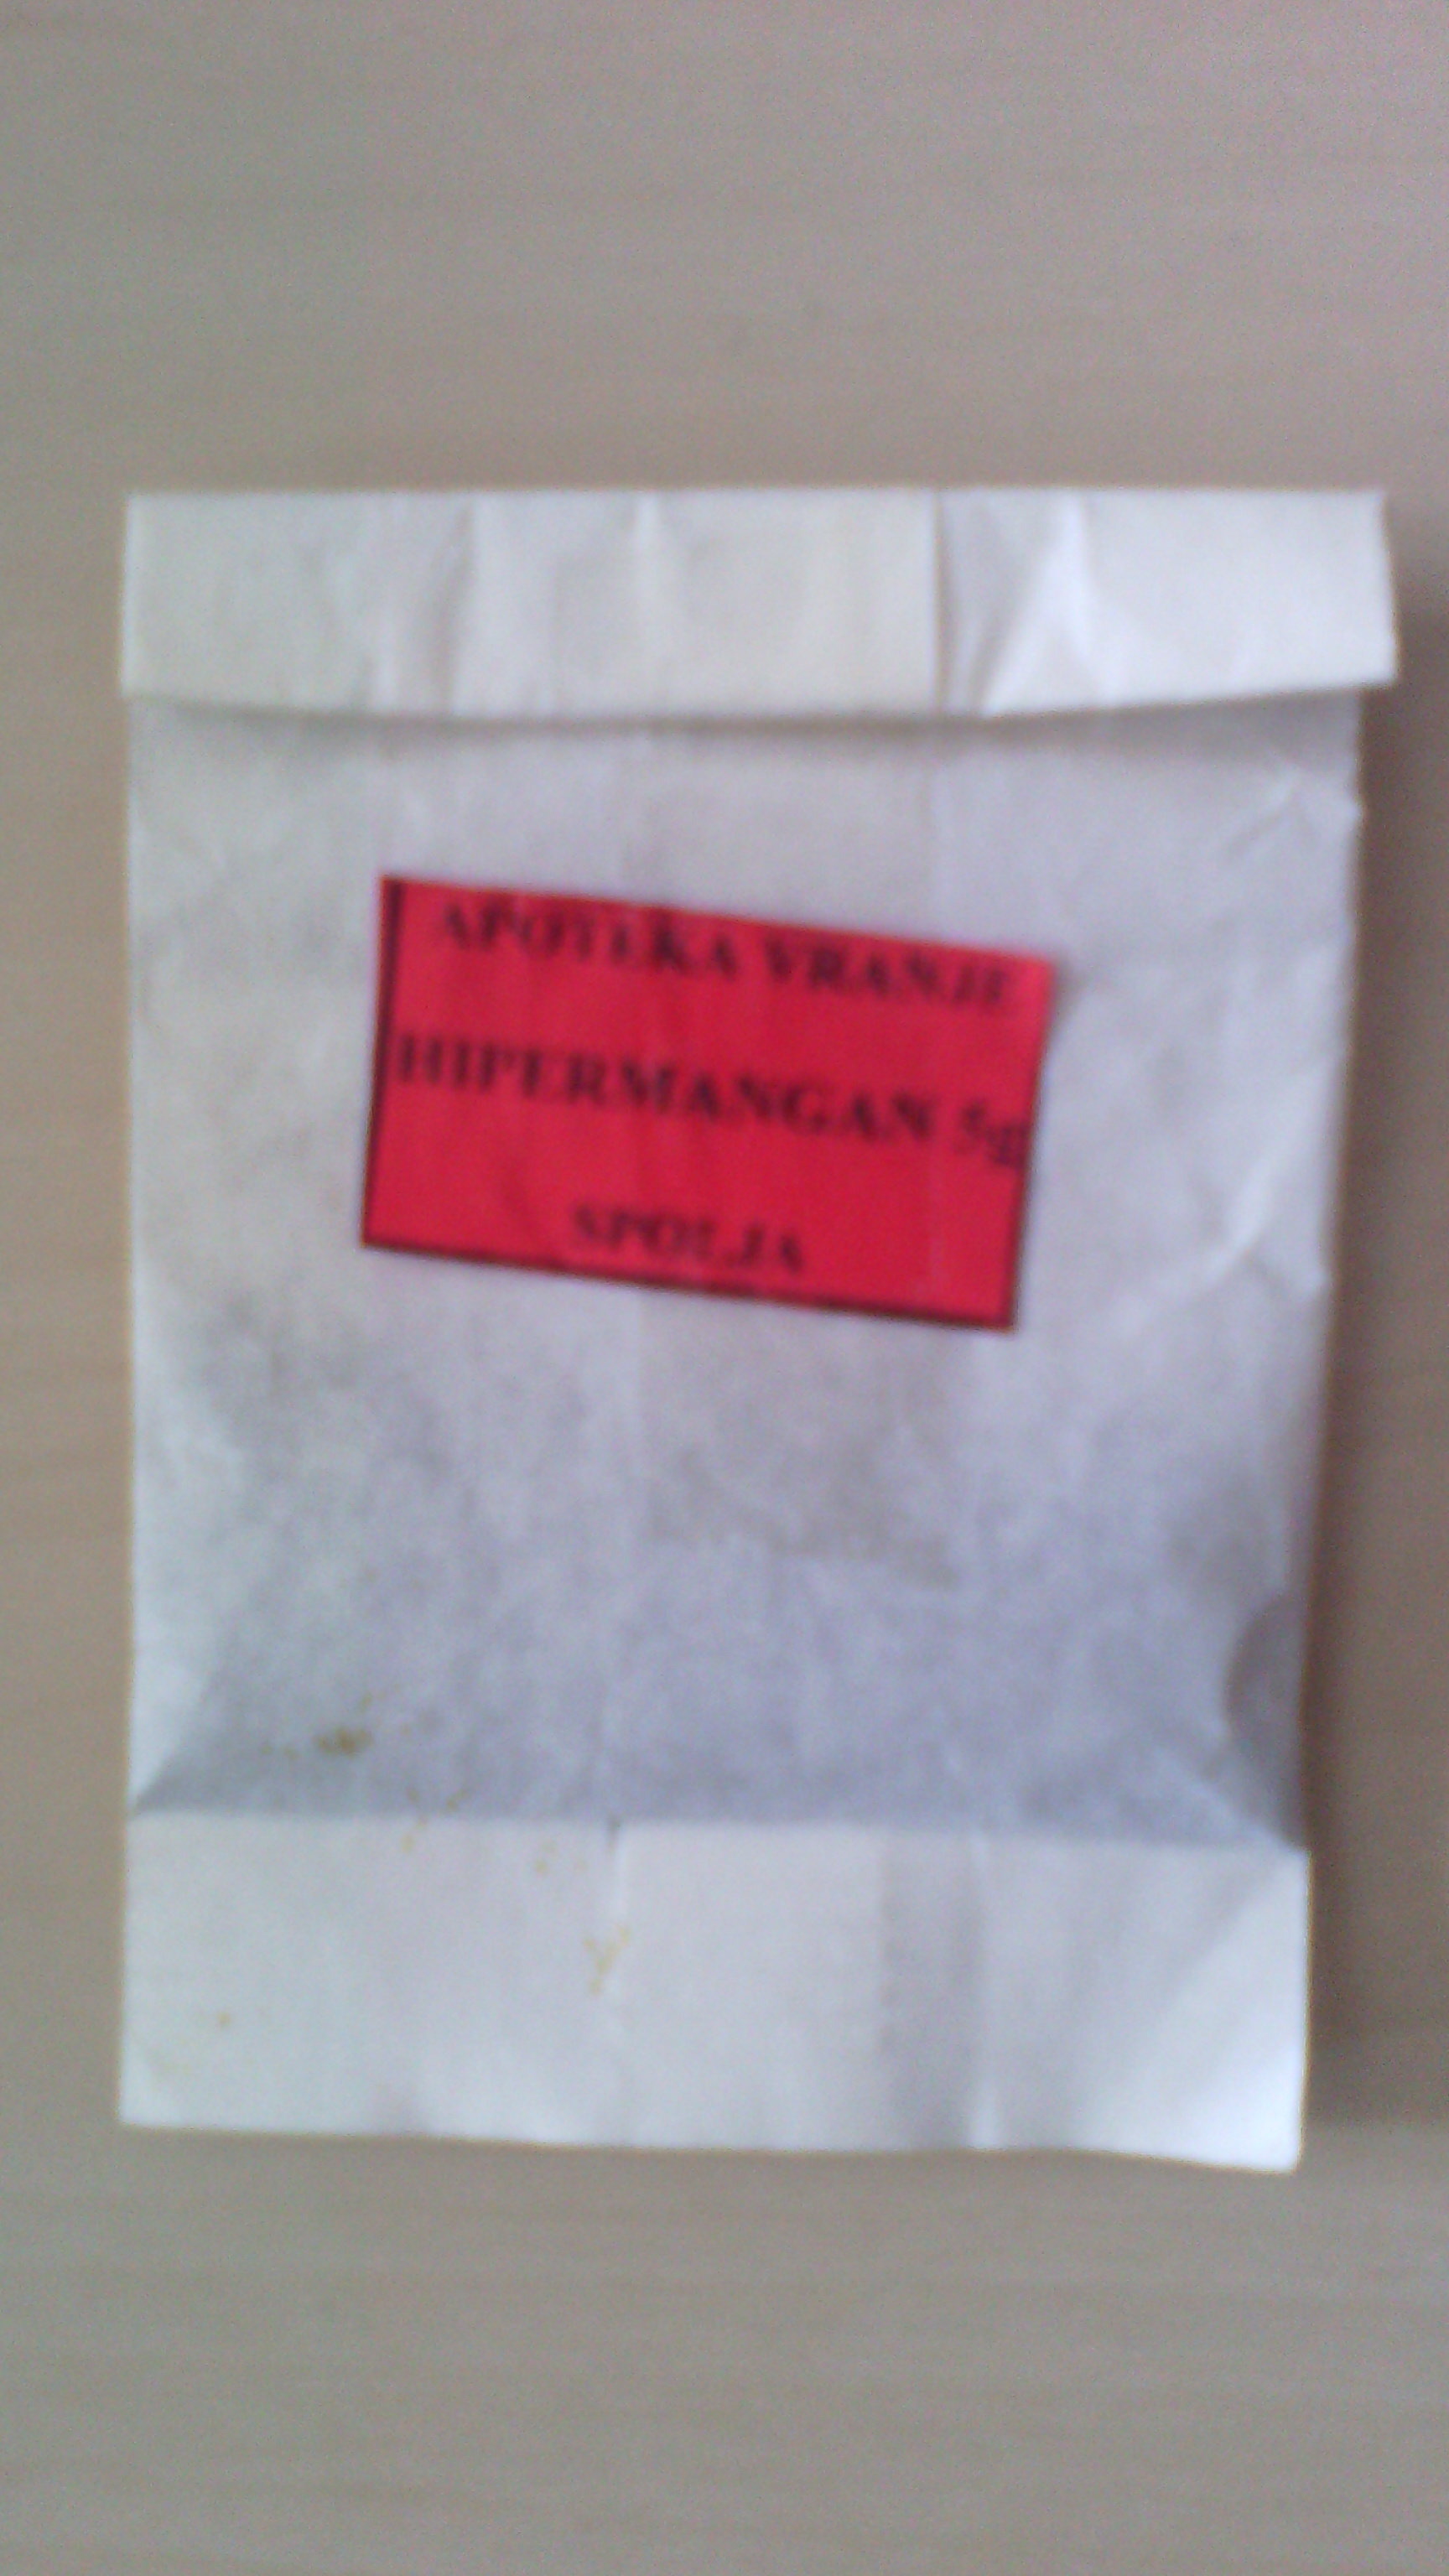 APOTEKA VRANJE
HIPERMANGAN 5g
SPOLJA